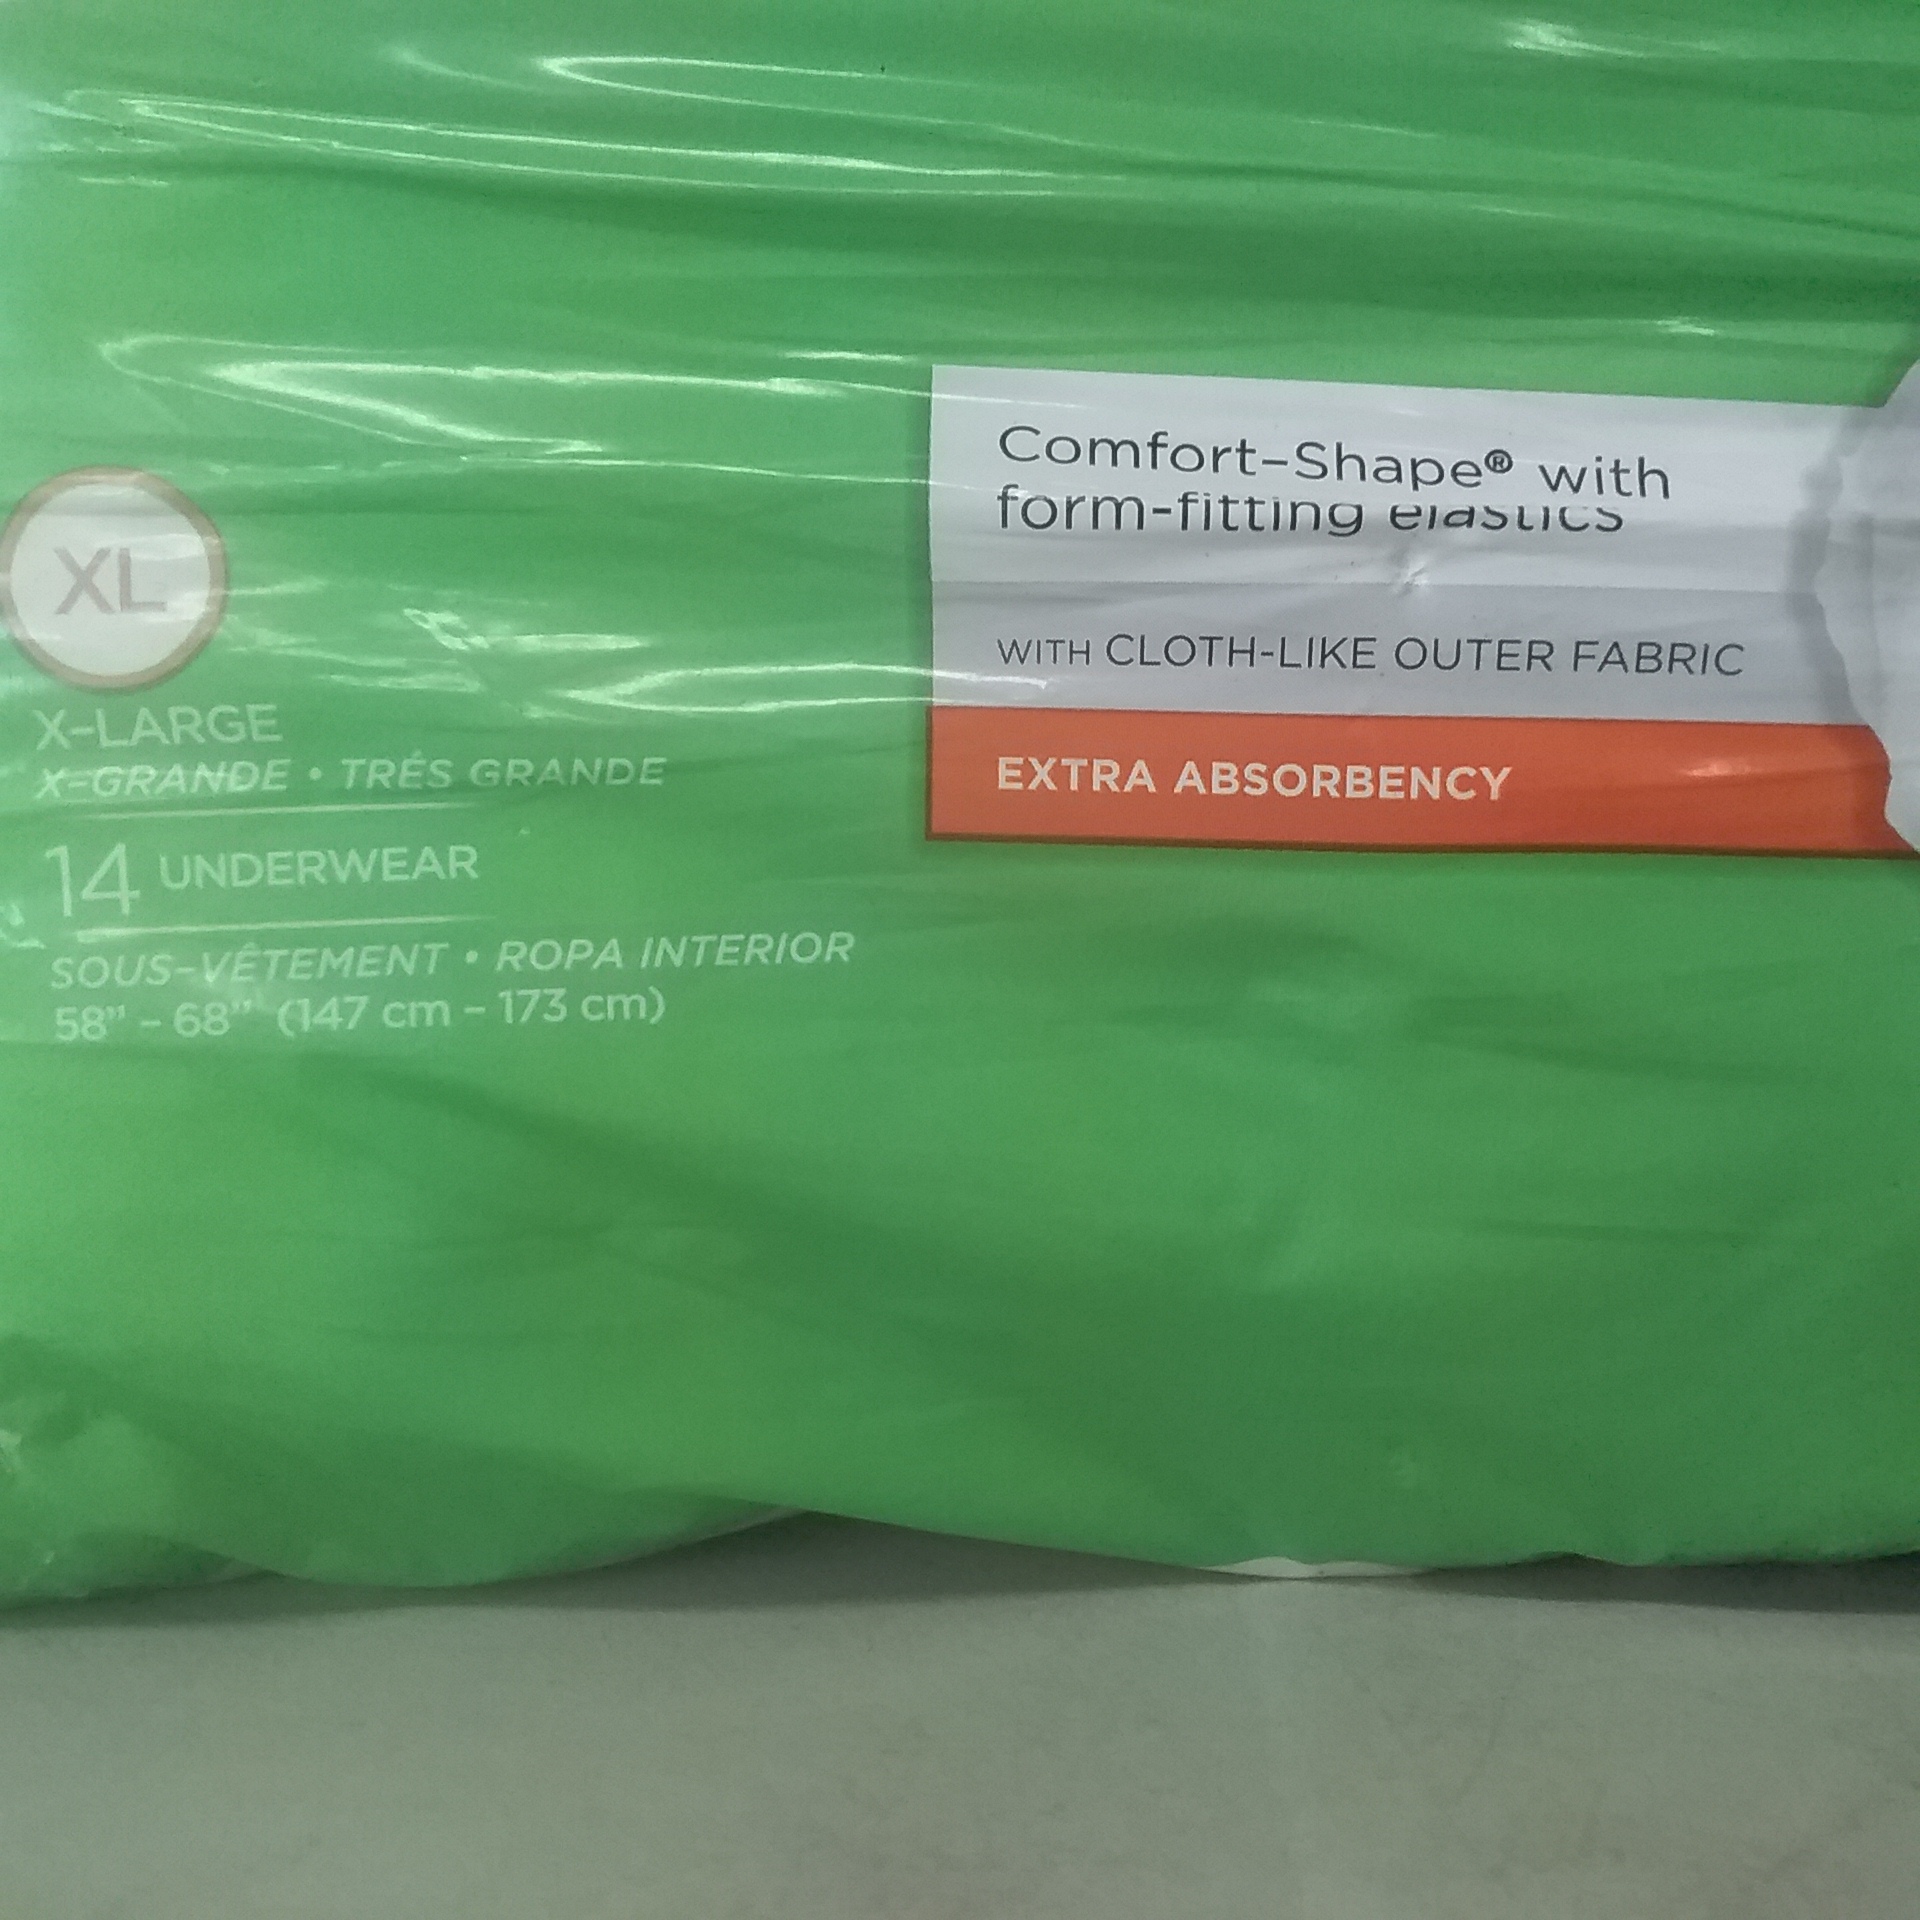 XL
X-LARGE
X-GRANDE • TRÉS GRANDE
14 UNDERWEAR
SOUS-VÊTEMENT • ROPA INTERIOR
58" – 68" (147 cm – 173 cm)
Comfort-Shape® with
form-fitting elastics
WITH CLOTH-LIKE OUTER FABRIC
EXTRA ABSORBENCY